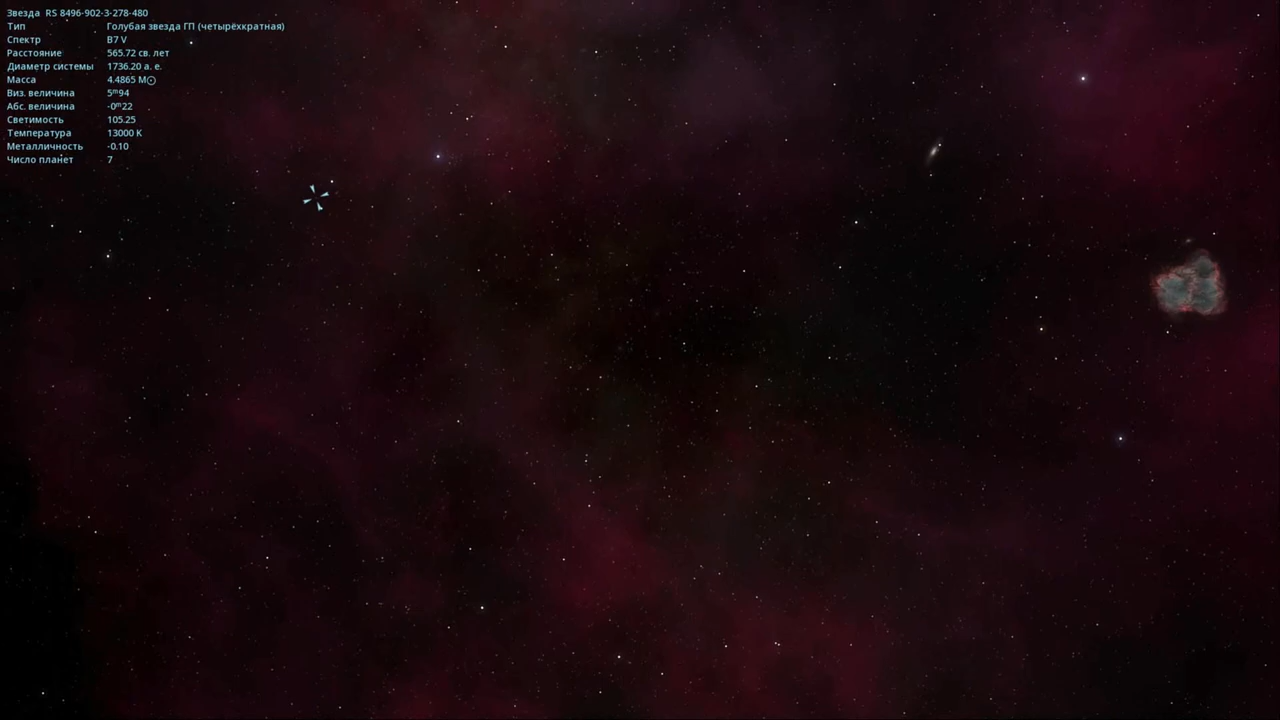 Звезда RS 8496-902-3-278-480
Тип Голубая звезда ГП (четырёхкратная)
Спектр B7 V
Расстояние 565.72 св. лет
Диаметр системы 1736.20 а. е.
Масса 4.4865 M☉
Виз. величина 5ᵐ94
Абс. величина -0ᵐ22
Светимость 105.25
Температура 13000 K
Металличность -0.10
Число планет 7